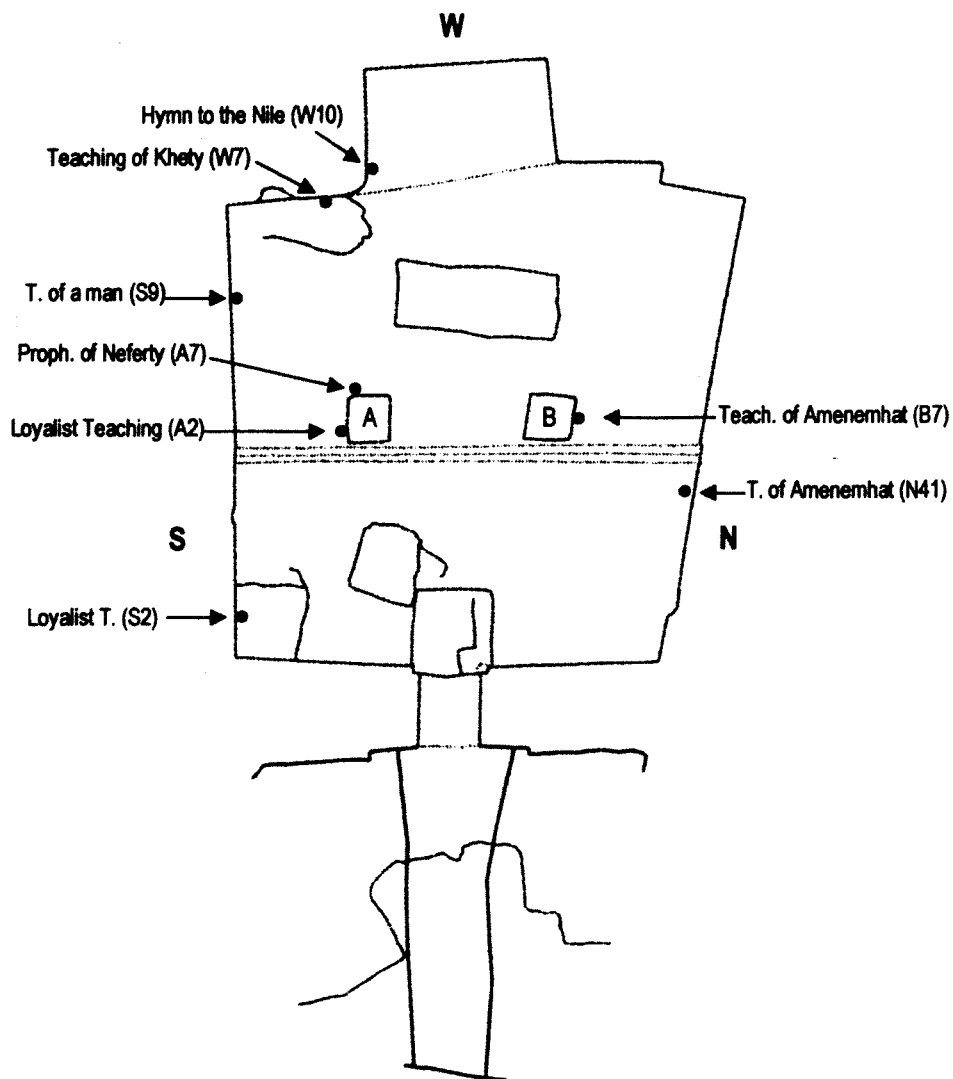 W
Hymn to the Nile (W10)
Teaching of Khety (W7)
T. of a man (S9)
Proph. of Neferty (A7)
Loyalist Teaching (A2)
A
B
Teach. of Amenemhat (B7)
T. of Amenemhat (N41)
S
N
Loyalist T. (S2)